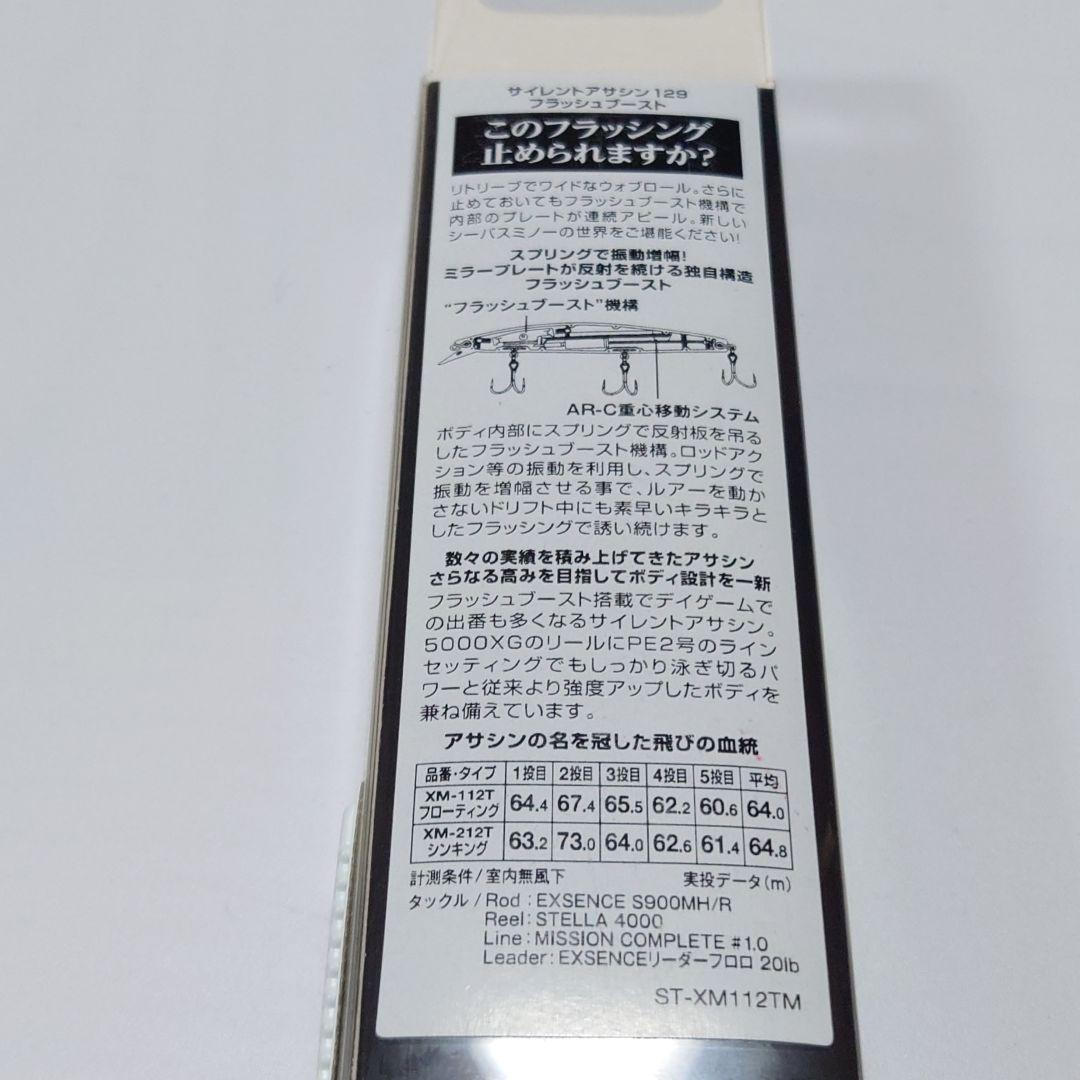 サイレントアサシン129
フラッシュブースト
このフラッシング
止められますか?
リトリーブでワイドなウォブロール。さらに
止めておいてもフラッシュブースト機構で
内部のプレートが連続アピール。新しい
シーバスミノーの世界をご堪能ください!
スプリングで振動増幅!
ミラープレートが反射を続ける独自構造
フラッシュブースト
"フラッシュブースト"機構
AR-C重心移動システム
ボディ内部にスプリングで反射板を吊る
したフラッシュブースト機構。ロッドアク
ション等の振動を利用し、スプリングで
振動を増幅させる事で、ルアーを動か
さないドリフト中にも素早いキラキラと
したフラッシングで誘い続けます。
数々の実績を積み上げてきたアサシン
さらなる高みを目指してボディ設計を一新
フラッシュブースト搭載でデイゲームで
の出番も多くなるサイレントアサシン。
5000XGのリールにPE2号のライン
セッティングでもしっかり泳ぎ切るパ
ワーと従来より強度アップしたボディを
兼ね備えています。
アサシンの名を冠した飛びの血統
品番・タイプ 1投目 2投目 3投目 4投目 5投目 平均
XM-112T
フローティング 64.4 67.4 65.5 62.2 60.6 64.0
XM-212T
シンキング 63.2 73.0 64.0 62.6 61.4 64.8
計測条件/室内無風下 実投データ(m)
タックル/Rod:EXSENCE S900MH/R
Reel:STELLA 4000
Line:MISSION COMPLETE #1.0
Leader:EXSENCEリーダーフロロ 20lb
ST-XM112TM